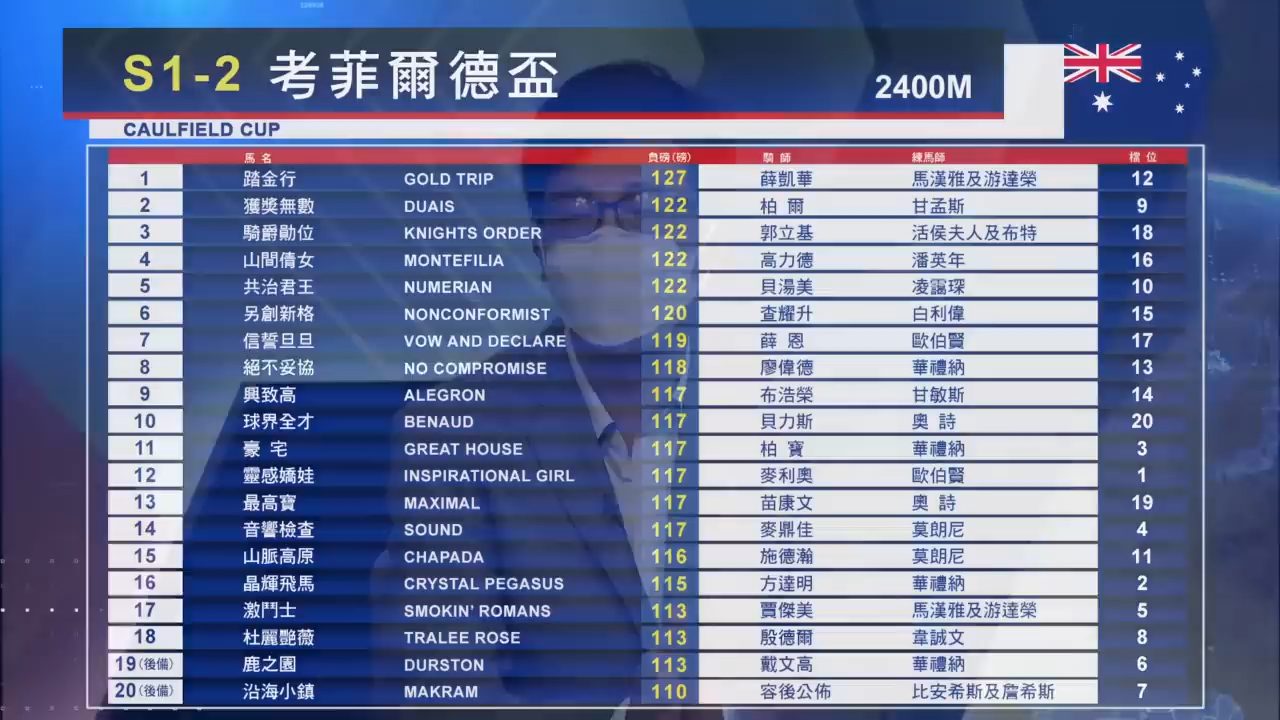 S1-2 考菲爾德盃 2400M
CAULFIELD CUP
馬名 負磅(磅) 騎師 練馬師 檔位
1 踏金行 GOLD TRIP 127 薛凱華 馬漢雅及游達榮 12
2 獲獎無數 DUAIS 122 柏爾 甘孟斯 9
3 騎爵勛位 KNIGHTS ORDER 122 郭立基 活侯夫人及布特 18
4 山間倩女 MONTEFILIA 122 高力德 潘英年 16
5 共治君王 NUMERIAN 122 貝湯美 凌靄琛 10
6 另創新格 NONCONFORMIST 120 查耀升 白利偉 15
7 信誓旦旦 VOW AND DECLARE 119 薛恩 歐伯賢 17
8 絕不妥協 NO COMPROMISE 118 廖偉德 華禮納 13
9 興致高 ALEGRON 117 布浩榮 甘敏斯 14
10 球界全才 BENAUD 117 貝力斯 奧詩 20
11 豪宅 GREAT HOUSE 117 柏寶 華禮納 3
12 靈感嬌娃 INSPIRATIONAL GIRL 117 麥利奧 歐伯賢 1
13 最高寶 MAXIMAL 117 苗康文 奧詩 19
14 音響檢查 SOUND 117 麥鼎佳 莫朗尼 4
15 山脈高原 CHAPADA 116 施德瀚 莫朗尼 11
16 晶輝飛馬 CRYSTAL PEGASUS 115 方達明 華禮納 2
17 激鬥士 SMOKIN' ROMANS 113 賈傑美 馬漢雅及游達榮 5
18 杜麗艷薇 TRALEE ROSE 113 殷德爾 韋誠文 8
19(後備) 鹿之園 DURSTON 113 戴文高 華禮納 6
20(後備) 沿海小鎮 MAKRAM 110 容後公佈 比安希斯及詹希斯 7